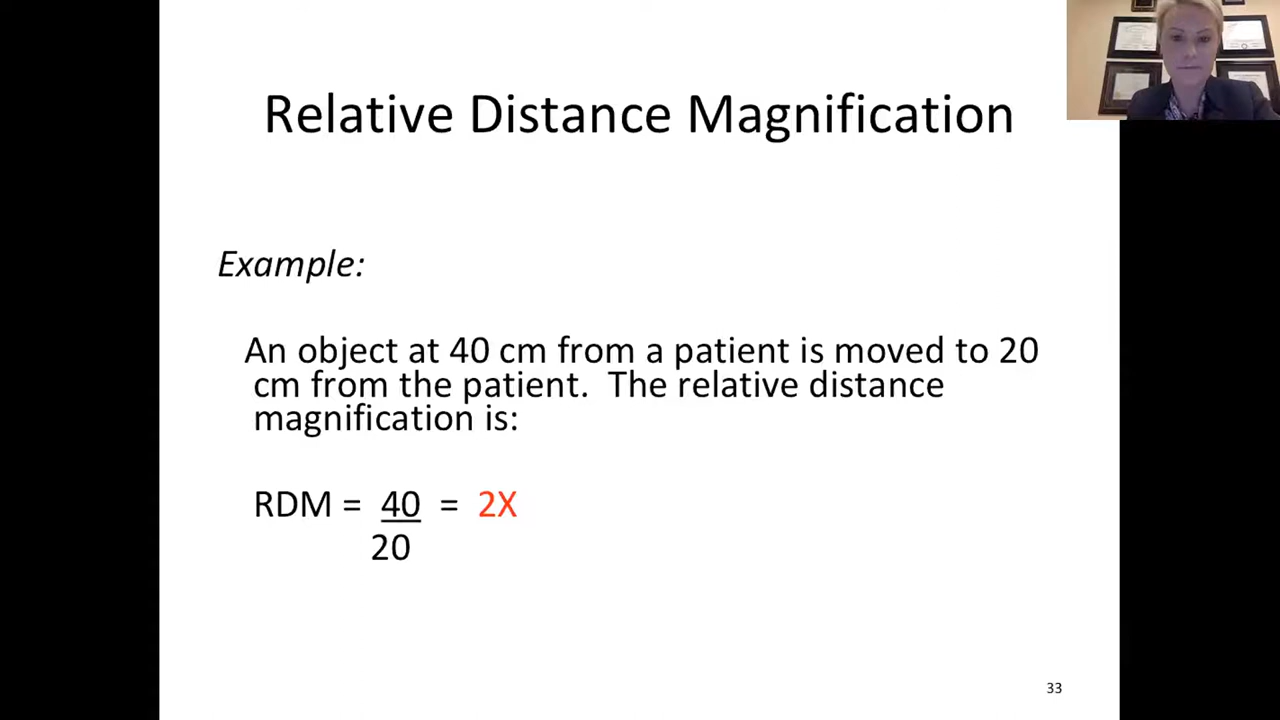 Relative Distance Magnification
Example:
An object at 40 cm from a patient is moved to 20
cm from the patient.  The relative distance
magnification is:
RDM = 40 = 2X
20
33